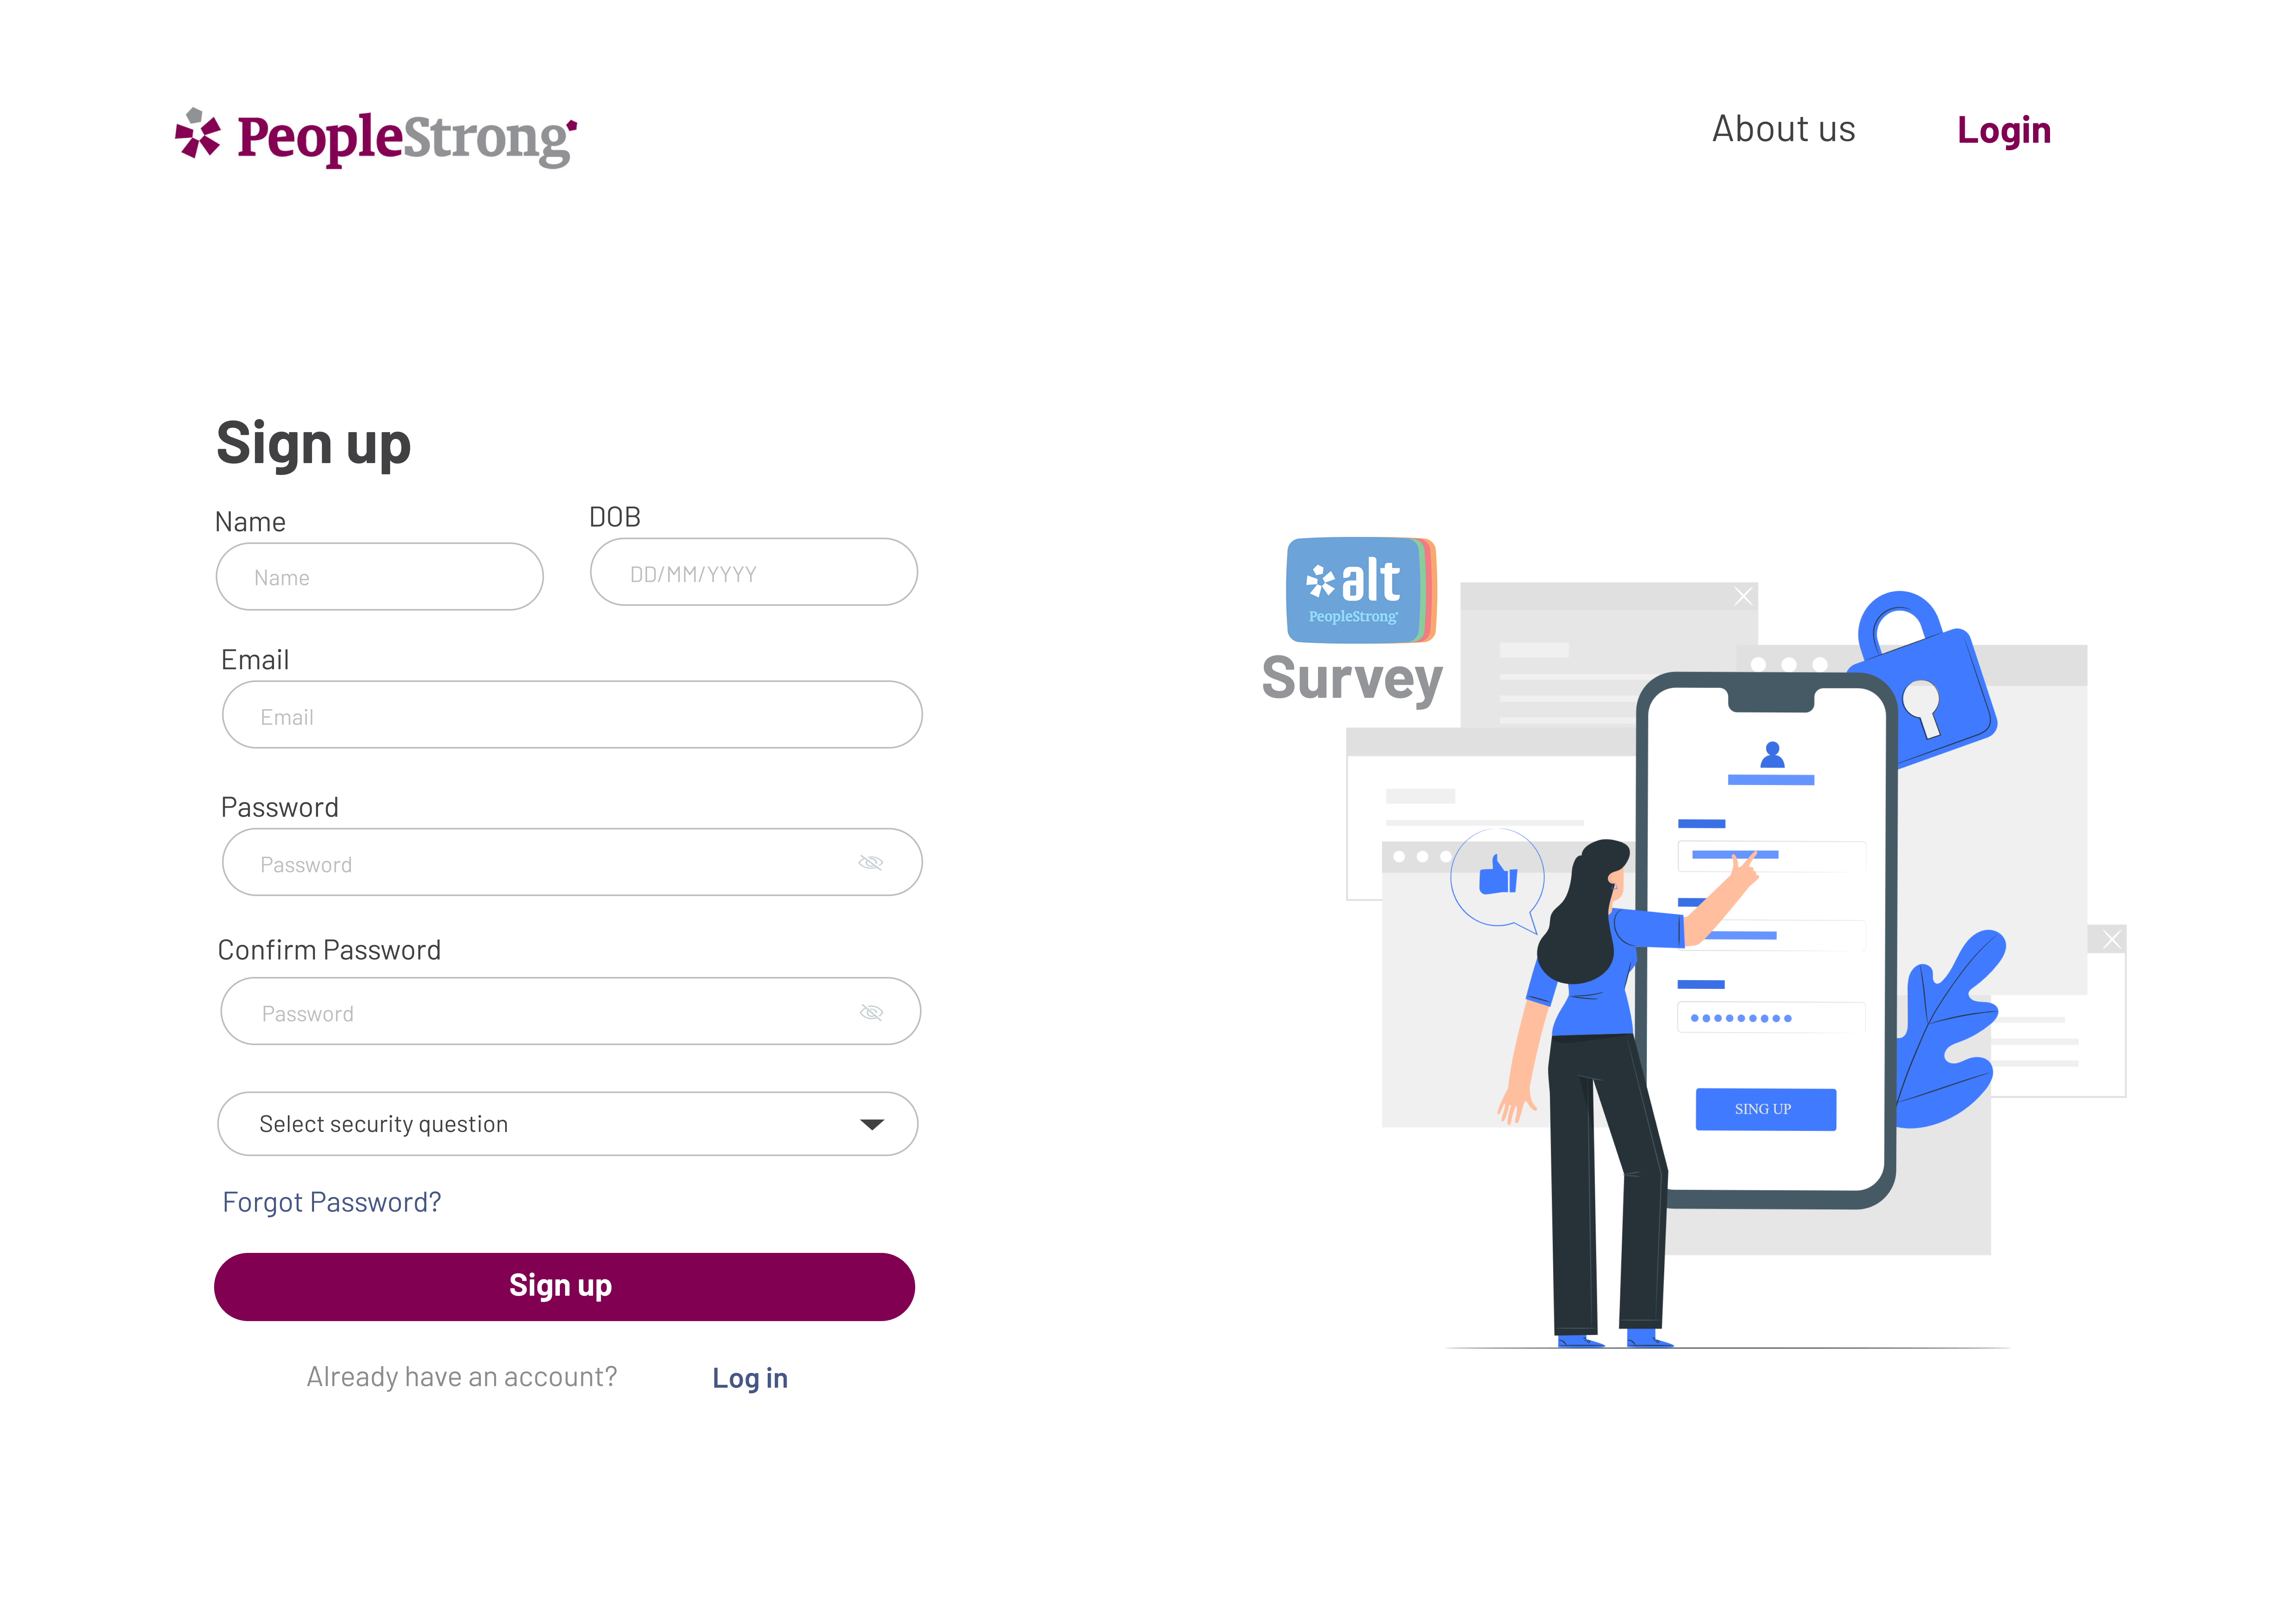 PeopleStrong
About us
Login
Sign up
Name
DOB
Name
DD/MM/YYYY
Email
Email
Password
Password
Confirm Password
Password
Select security question
Forgot Password?
Sign up
Already have an account?
Log in
alt
PeopleStrong
Survey
SING UP